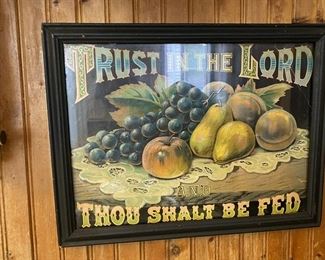 TRUST IN THE LORD
AND
THOU SHALT BE FED